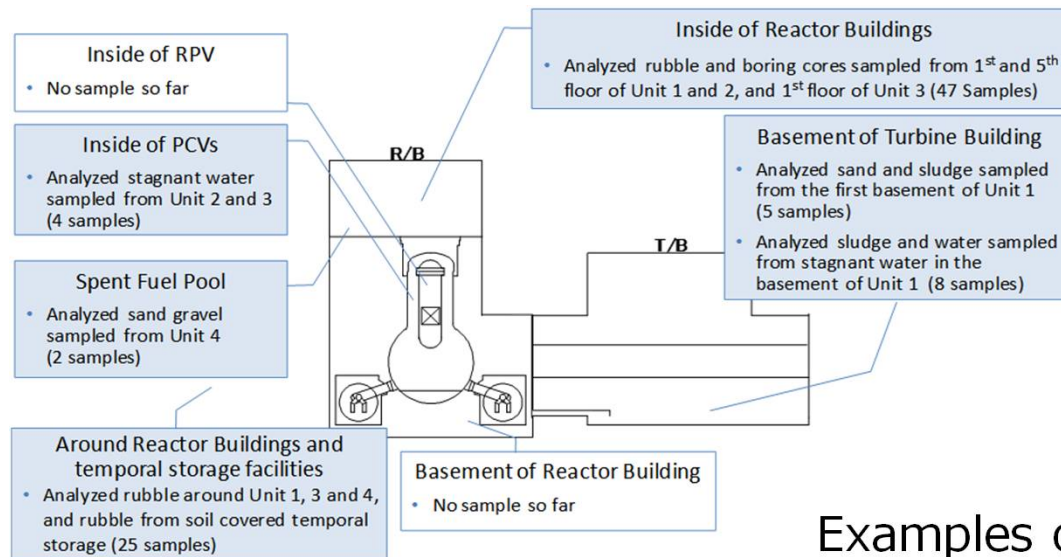 Inside of RPV
• No sample so far
Inside of PCVs
• Analyzed stagnant water
sampled from Unit 2 and 3
(4 samples)
Spent Fuel Pool
• Analyzed sand gravel
sampled from Unit 4
(2 samples)
Around Reactor Buildings and
temporal storage facilities
• Analyzed rubble around Unit 1, 3 and 4,
and rubble from soil covered temporal
storage (25 samples)
R/B
Inside of Reactor Buildings
• Analyzed rubble and boring cores sampled from 1st and 5th
floor of Unit 1 and 2, and 1st floor of Unit 3 (47 Samples)
Basement of Turbine Building
• Analyzed sand and sludge sampled
from the first basement of Unit 1
(5 samples)
• Analyzed sludge and water sampled
from stagnant water in the
basement of Unit 1 (8 samples)
T/B
Basement of Reactor Building
• No sample so far
Examples